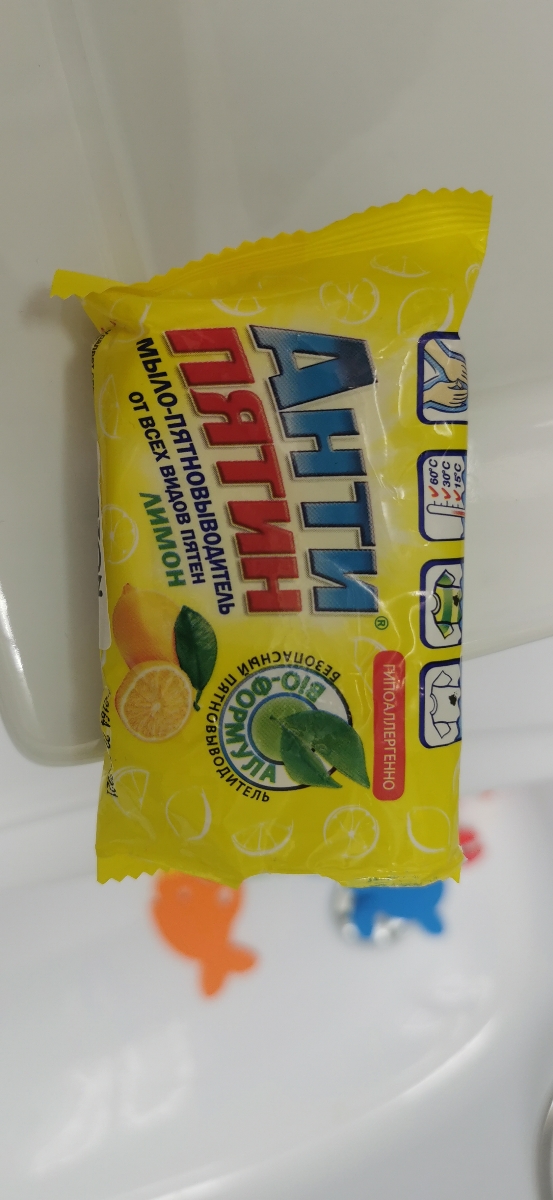 АНТИ®
ПЯТИН
МЫЛО-ПЯТНОВЫВОДИТЕЛЬ
ОТ ВСЕХ ВИДОВ ПЯТЕН
ЛИМОН
60°C
30°C
15°C
ГИПОАЛЛЕРГЕННО
BIO-ФОРМУЛА
БЕЗОПАСНЫЙ ПЯТНОВЫВОДИТЕЛЬ